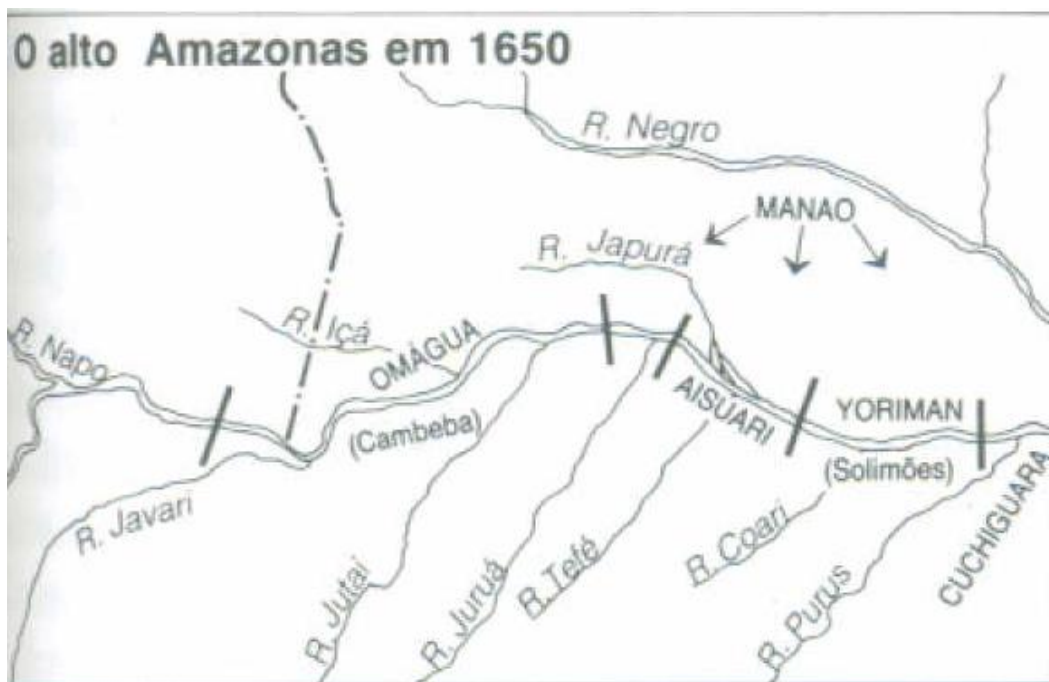 O alto Amazonas em 1650
R. Negro
MANAO
R. Japurá
R. Içá
R. Napo
OMÁGUA
(Cambeba)
AISUARI
YORIMAN
(Solimões)
CUCHIGUARA
R. Javari
R. Jutaí
R. Juruá
R. Tefé
R. Coari
R. Purus